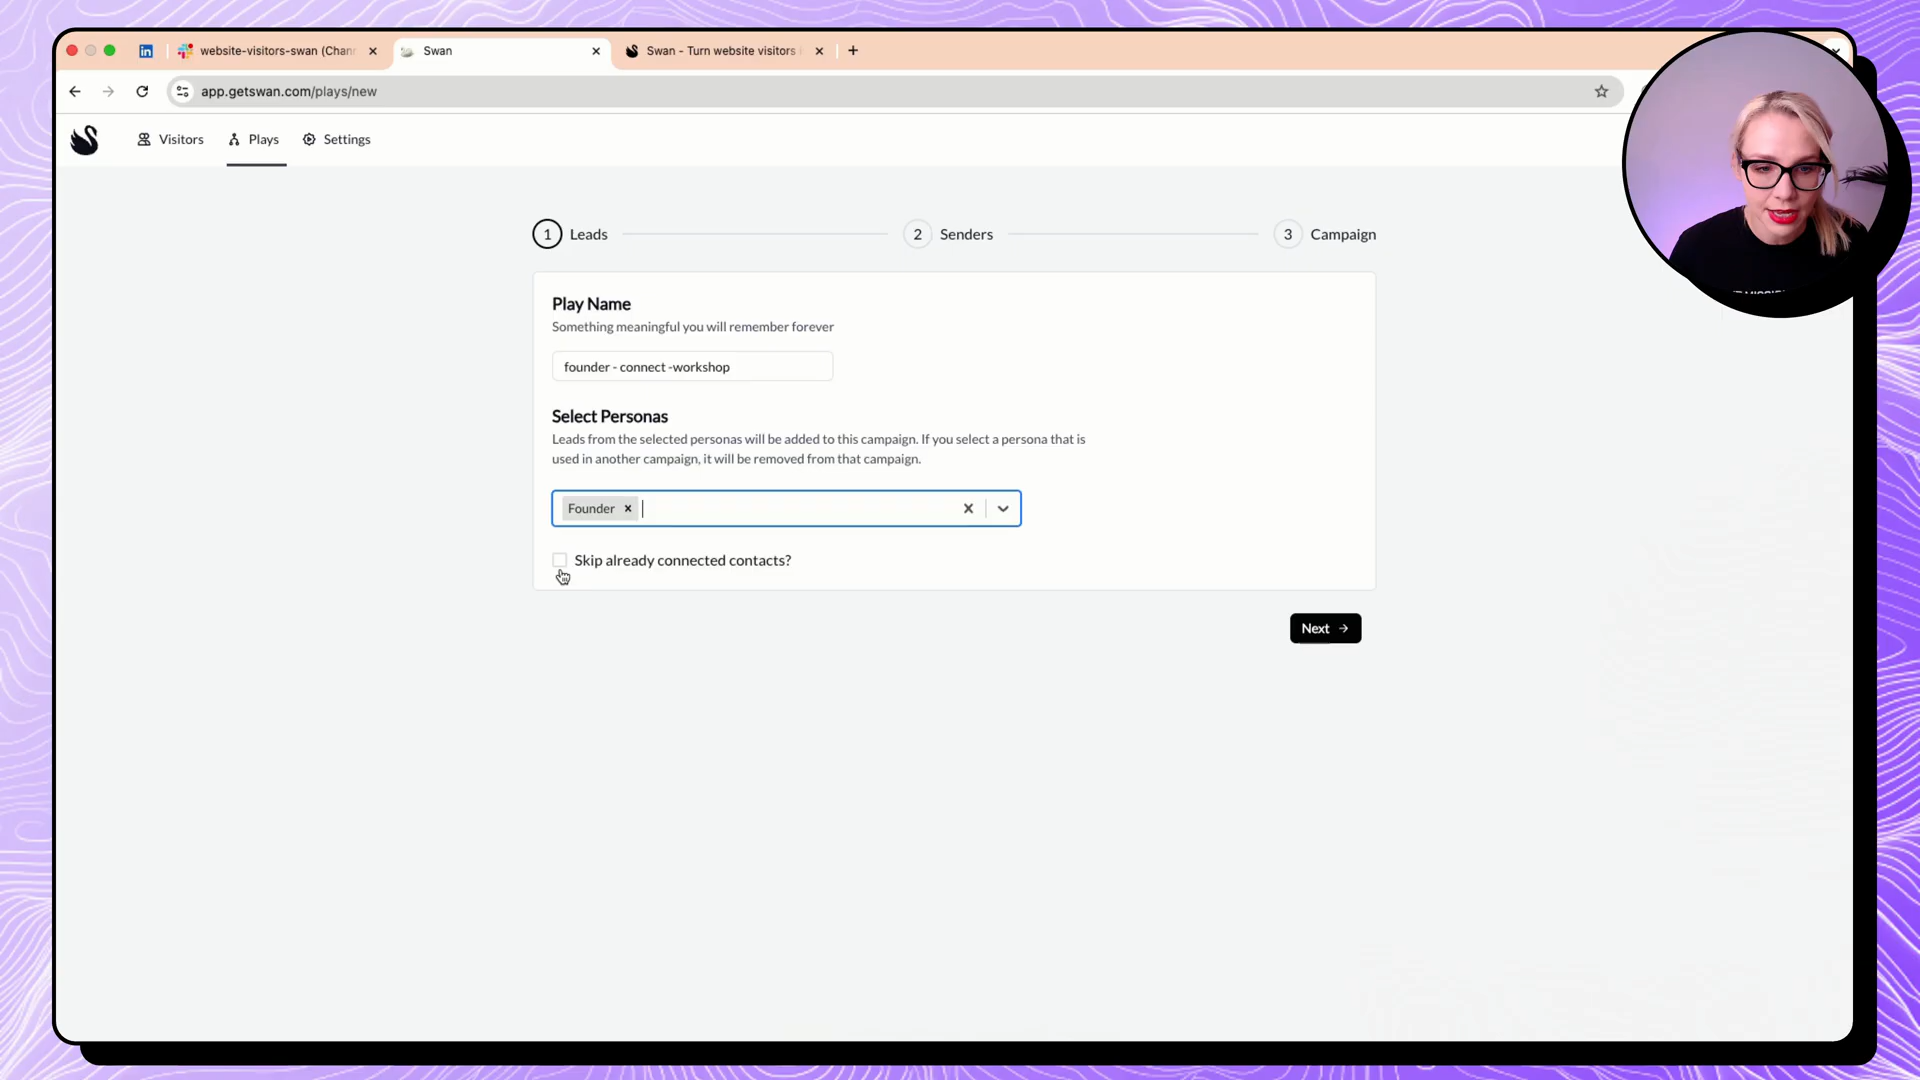 website-visitors-swan (Chan
Swan
Swan - Turn website visitors i
app.getswan.com/plays/new
Visitors
Plays
Settings
1 Leads
2 Senders
3 Campaign
Play Name
Something meaningful you will remember forever
founder - connect -workshop
Select Personas
Leads from the selected personas will be added to this campaign. If you select a persona that is
used in another campaign, it will be removed from that campaign.
Founder
Skip already connected contacts?
Next →